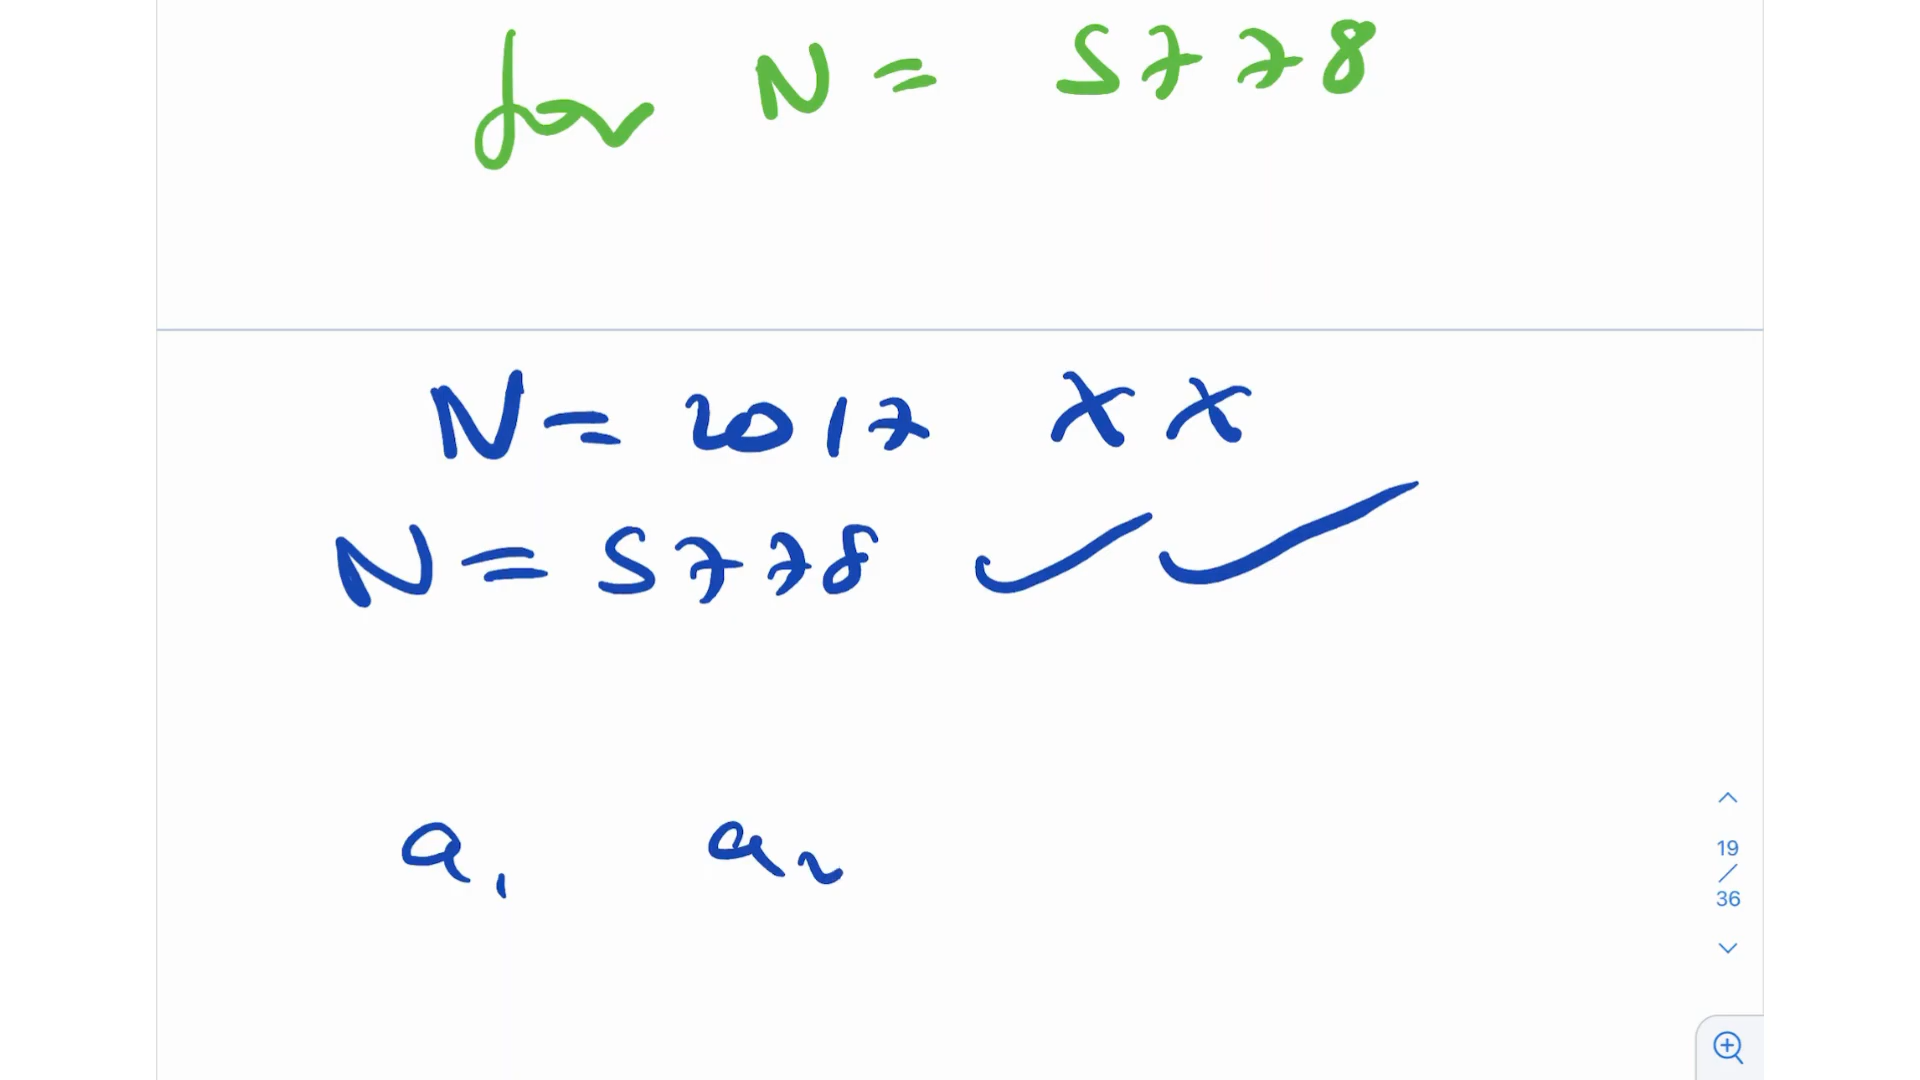 for N = 5778
N = 2017 X X
N = 5778 ✓ ✓
a₁ a₂
19
/
36